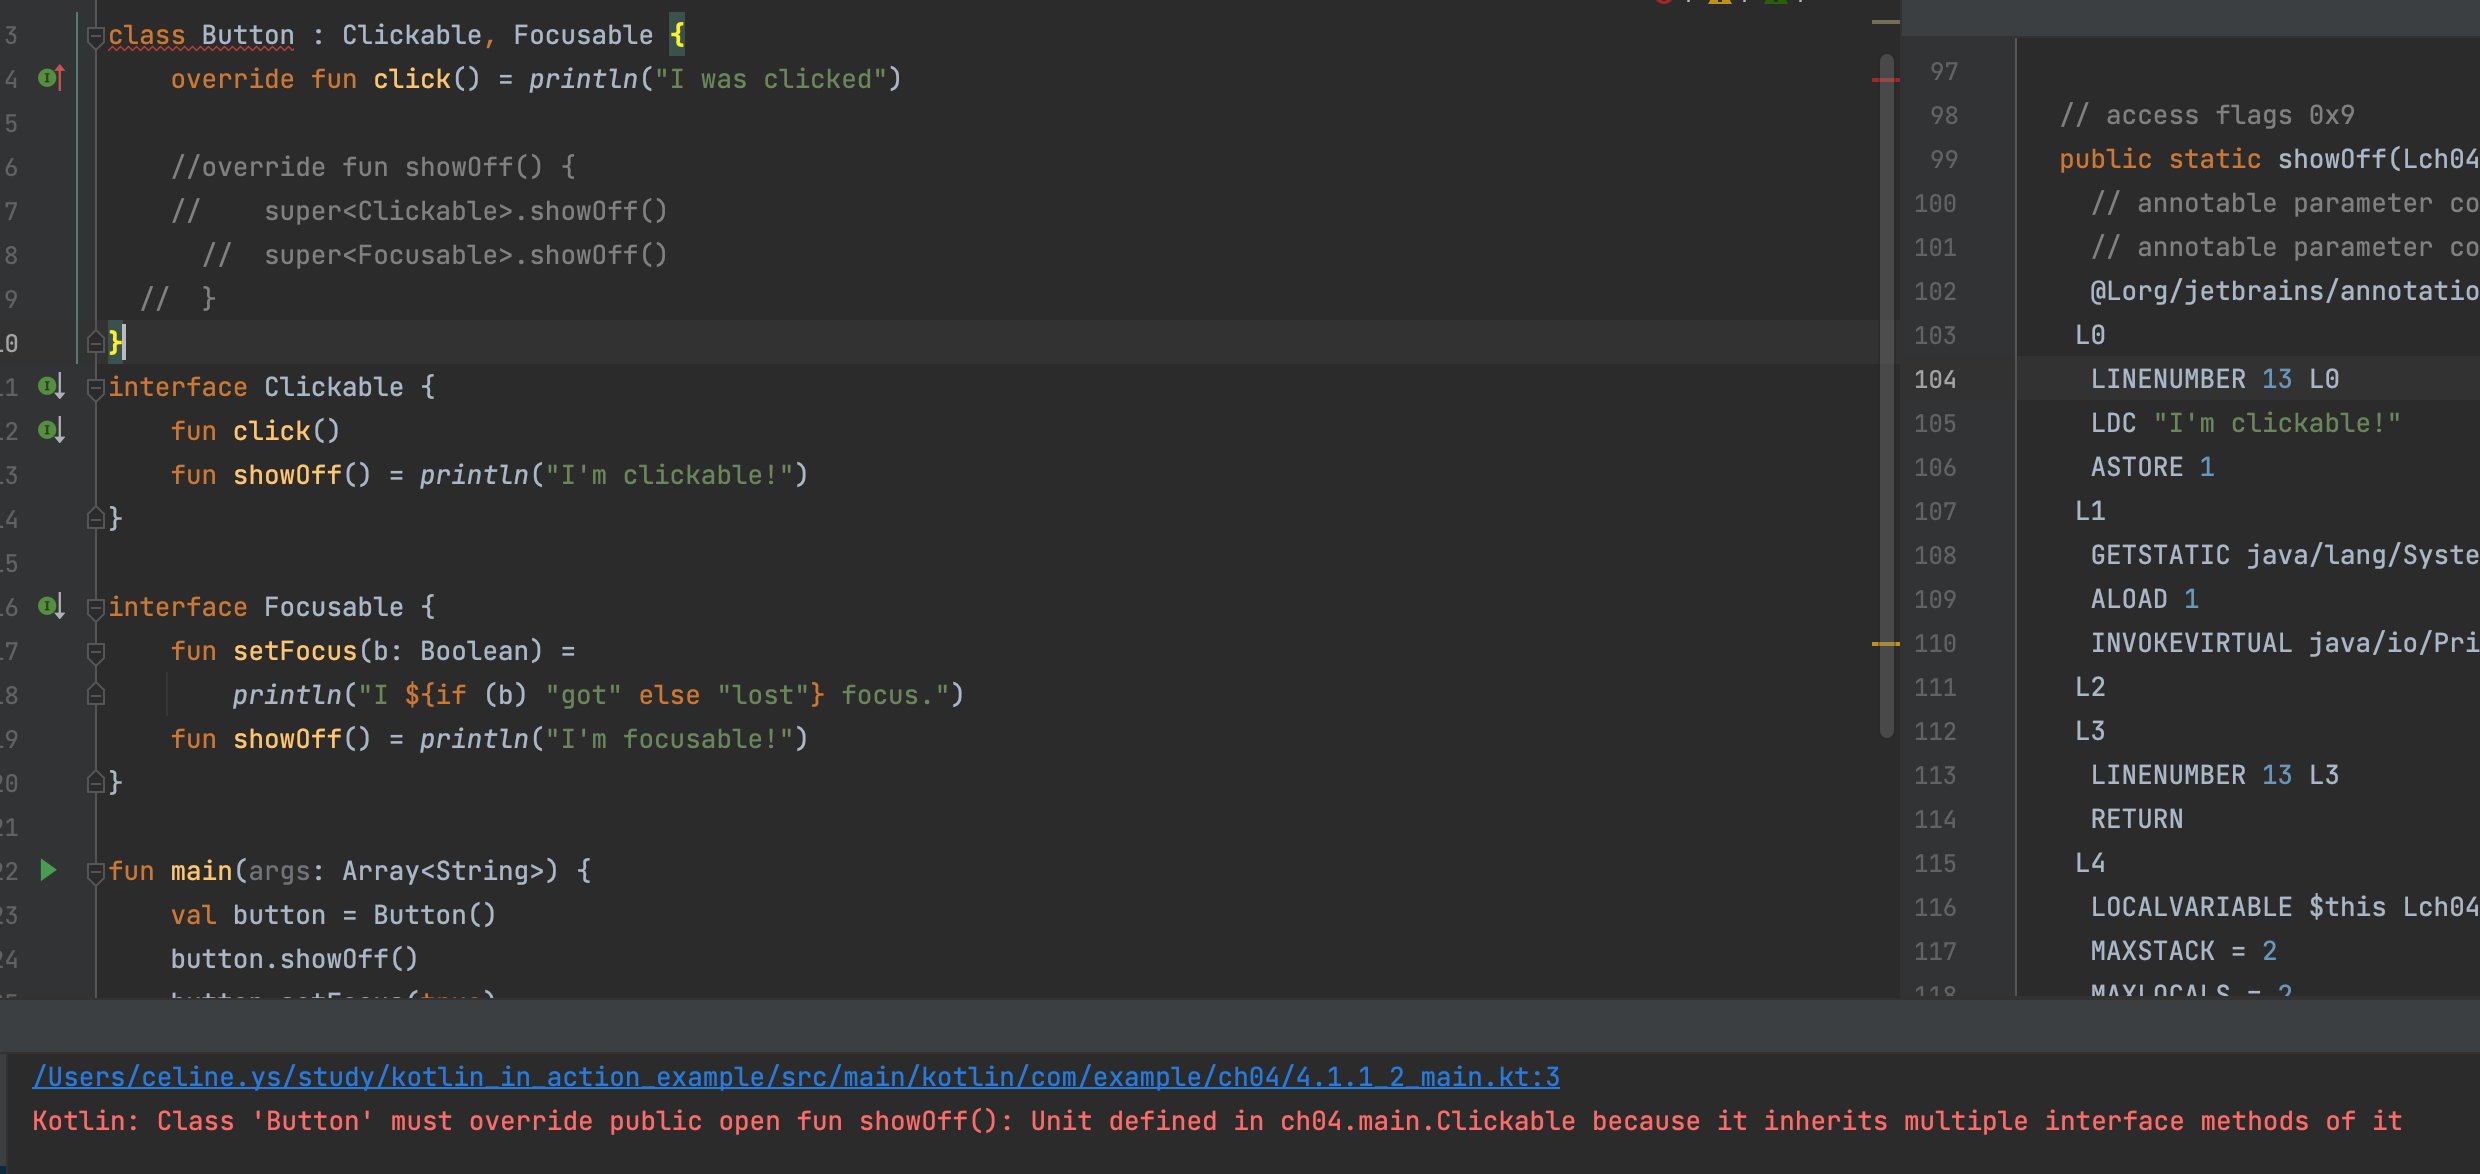 3 class Button : Clickable, Focusable {
4 override fun click() = println("I was clicked")
5
6 //override fun showOff() {
7 //    super<Clickable>.showOff()
8 //  super<Focusable>.showOff()
9 //  }
10 }
11 interface Clickable {
12 fun click()
13 fun showOff() = println("I'm clickable!")
14 }
15
16 interface Focusable {
17 fun setFocus(b: Boolean) =
18 println("I ${if (b) "got" else "lost"} focus.")
19 fun showOff() = println("I'm focusable!")
20 }
21
22 fun main(args: Array<String>) {
23 val button = Button()
24 button.showOff()
97
98 // access flags 0x9
99 public static showOff(Lch04
100 // annotable parameter co
101 // annotable parameter co
102 @Lorg/jetbrains/annotatio
103 L0
104 LINENUMBER 13 L0
105 LDC "I'm clickable!"
106 ASTORE 1
107 L1
108 GETSTATIC java/lang/Syste
109 ALOAD 1
110 INVOKEVIRTUAL java/io/Pri
111 L2
112 L3
113 LINENUMBER 13 L3
114 RETURN
115 L4
116 LOCALVARIABLE $this Lch04
117 MAXSTACK = 2
118 MAXLOCALS = 2
/Users/celine.ys/study/kotlin_in_action_example/src/main/kotlin/com/example/ch04/4.1.1_2_main.kt:3
Kotlin: Class 'Button' must override public open fun showOff(): Unit defined in ch04.main.Clickable because it inherits multiple interface methods of it